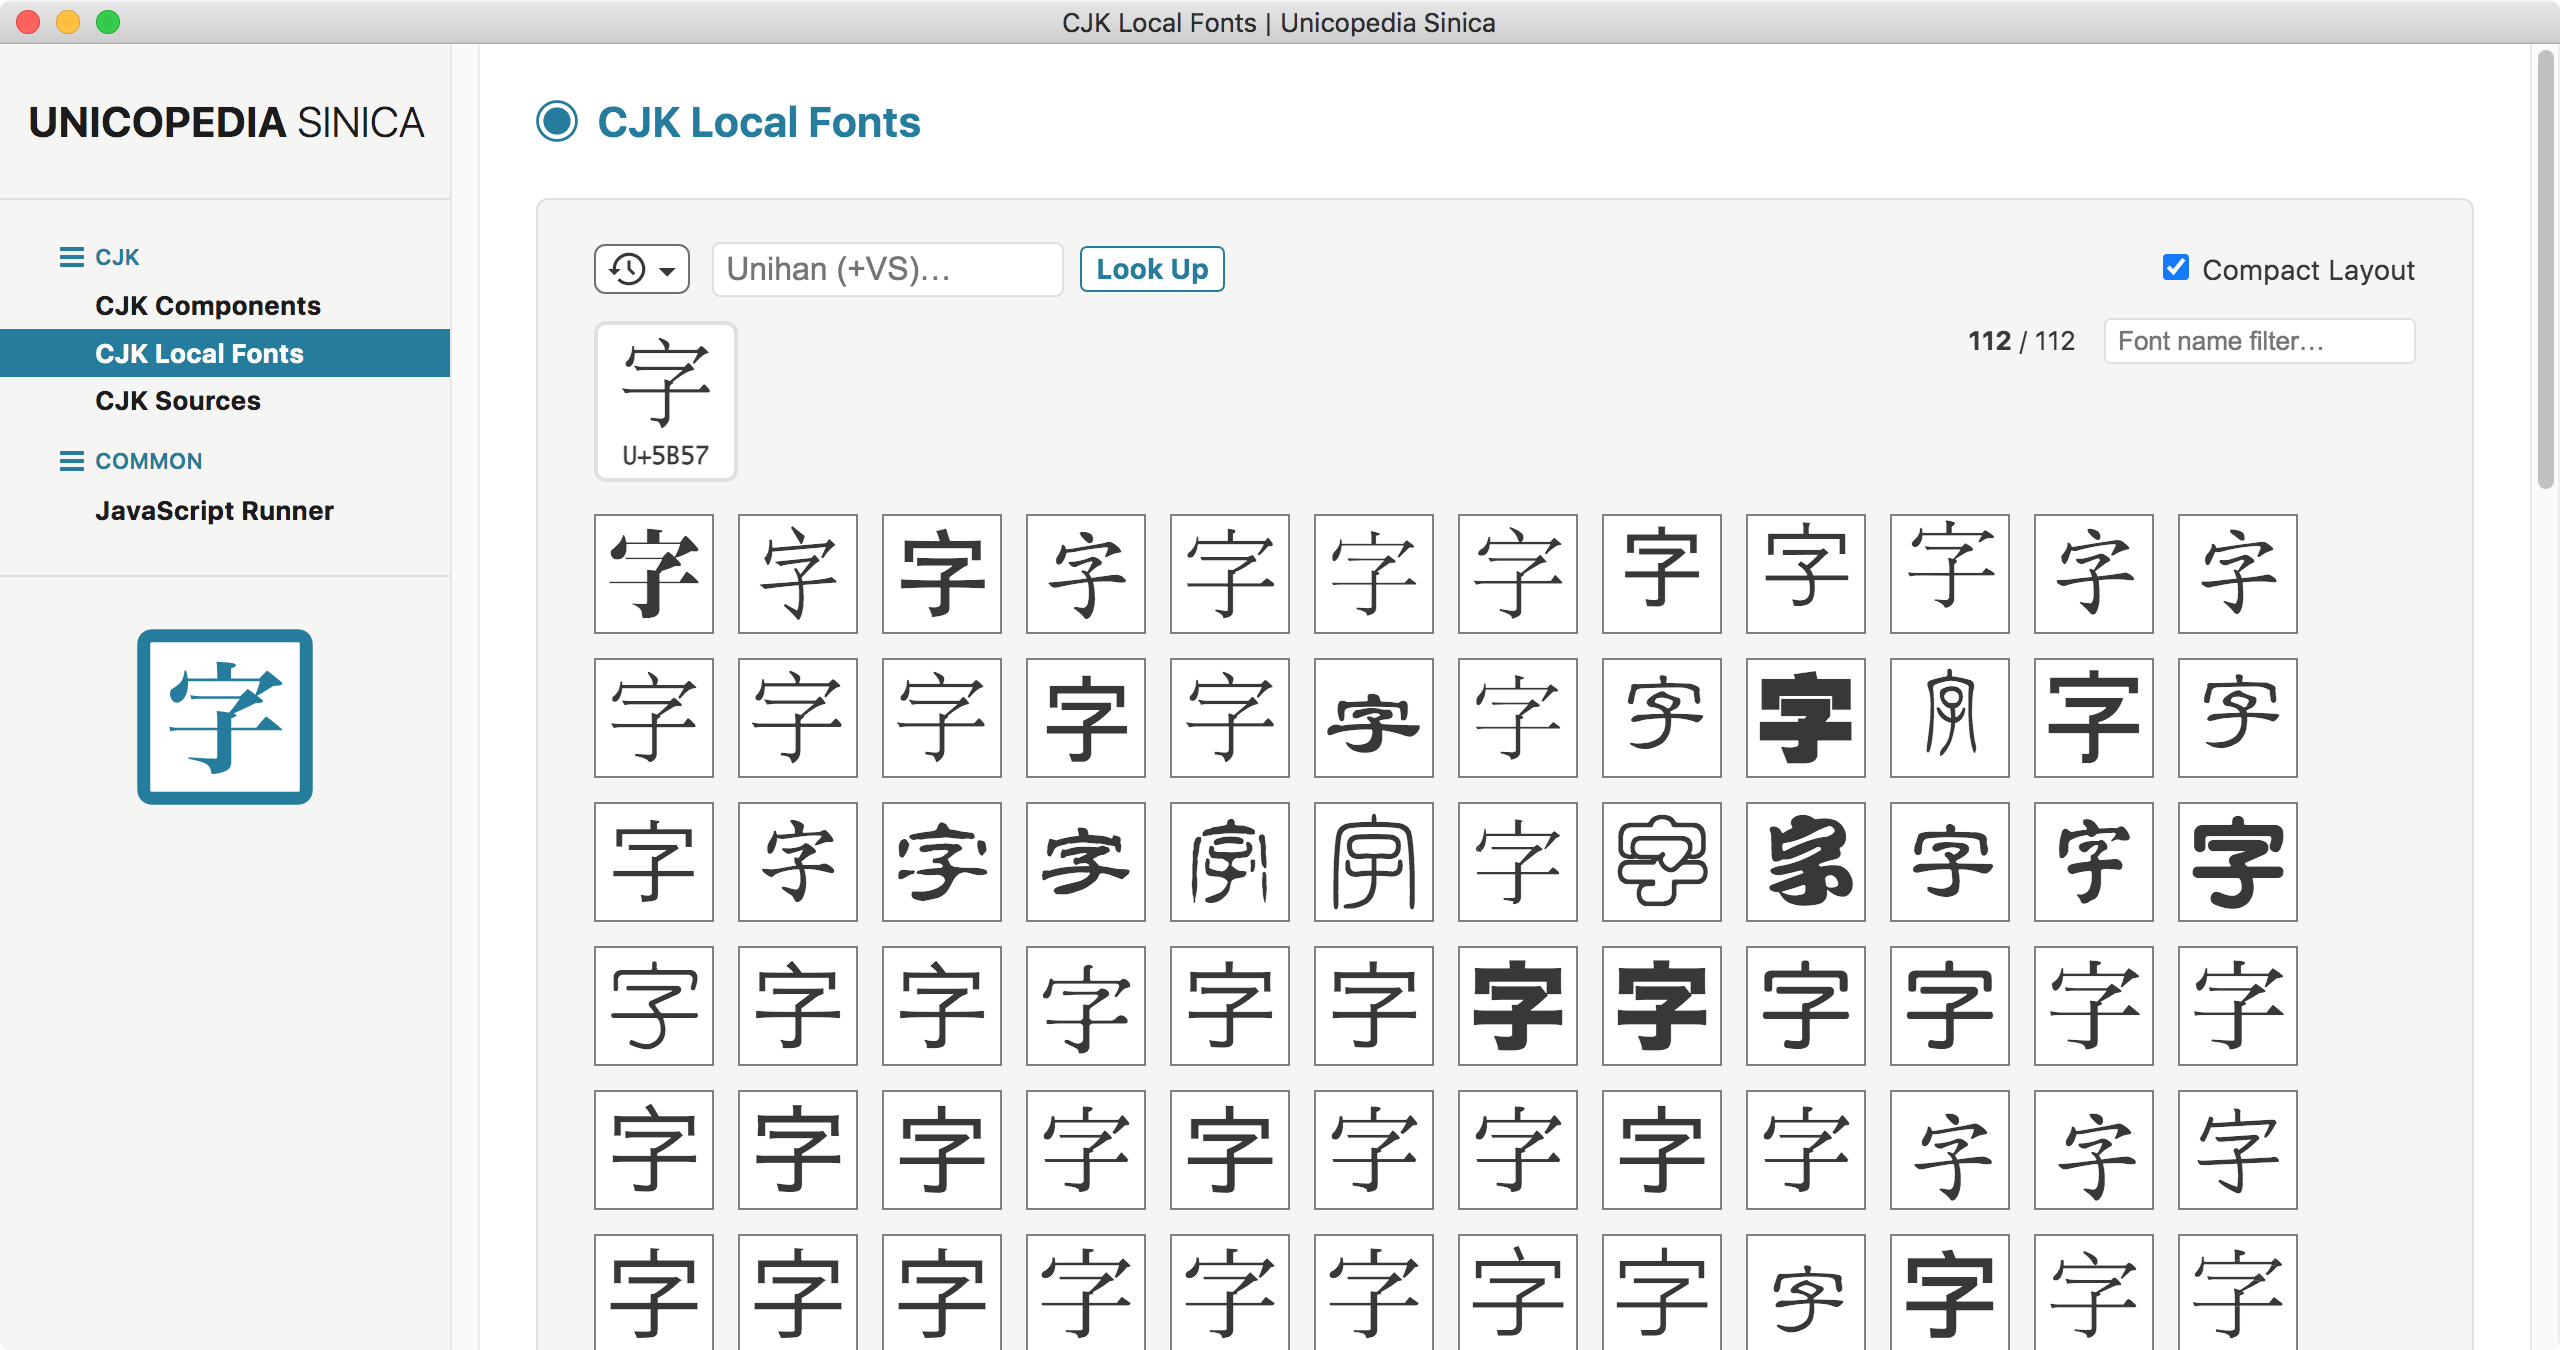 CJK Local Fonts | Unicopedia Sinica
UNICOPEDIA SINICA
CJK
CJK Components
CJK Local Fonts
CJK Sources
COMMON
JavaScript Runner
字
CJK Local Fonts
Unihan (+VS)…
Look Up
Compact Layout
112 / 112
Font name filter…
字
U+5B57
字 字 字 字 字 字 字 字 字 字 字 字
字 字 字 字 字 字 字 字 字 字 字 字
字 字 字 字 字 字 字 字 字 字 字 字
字 字 字 字 字 字 字 字 字 字 字 字
字 字 字 字 字 字 字 字 字 字 字 字
字 字 字 字 字 字 字 字 字 字 字 字